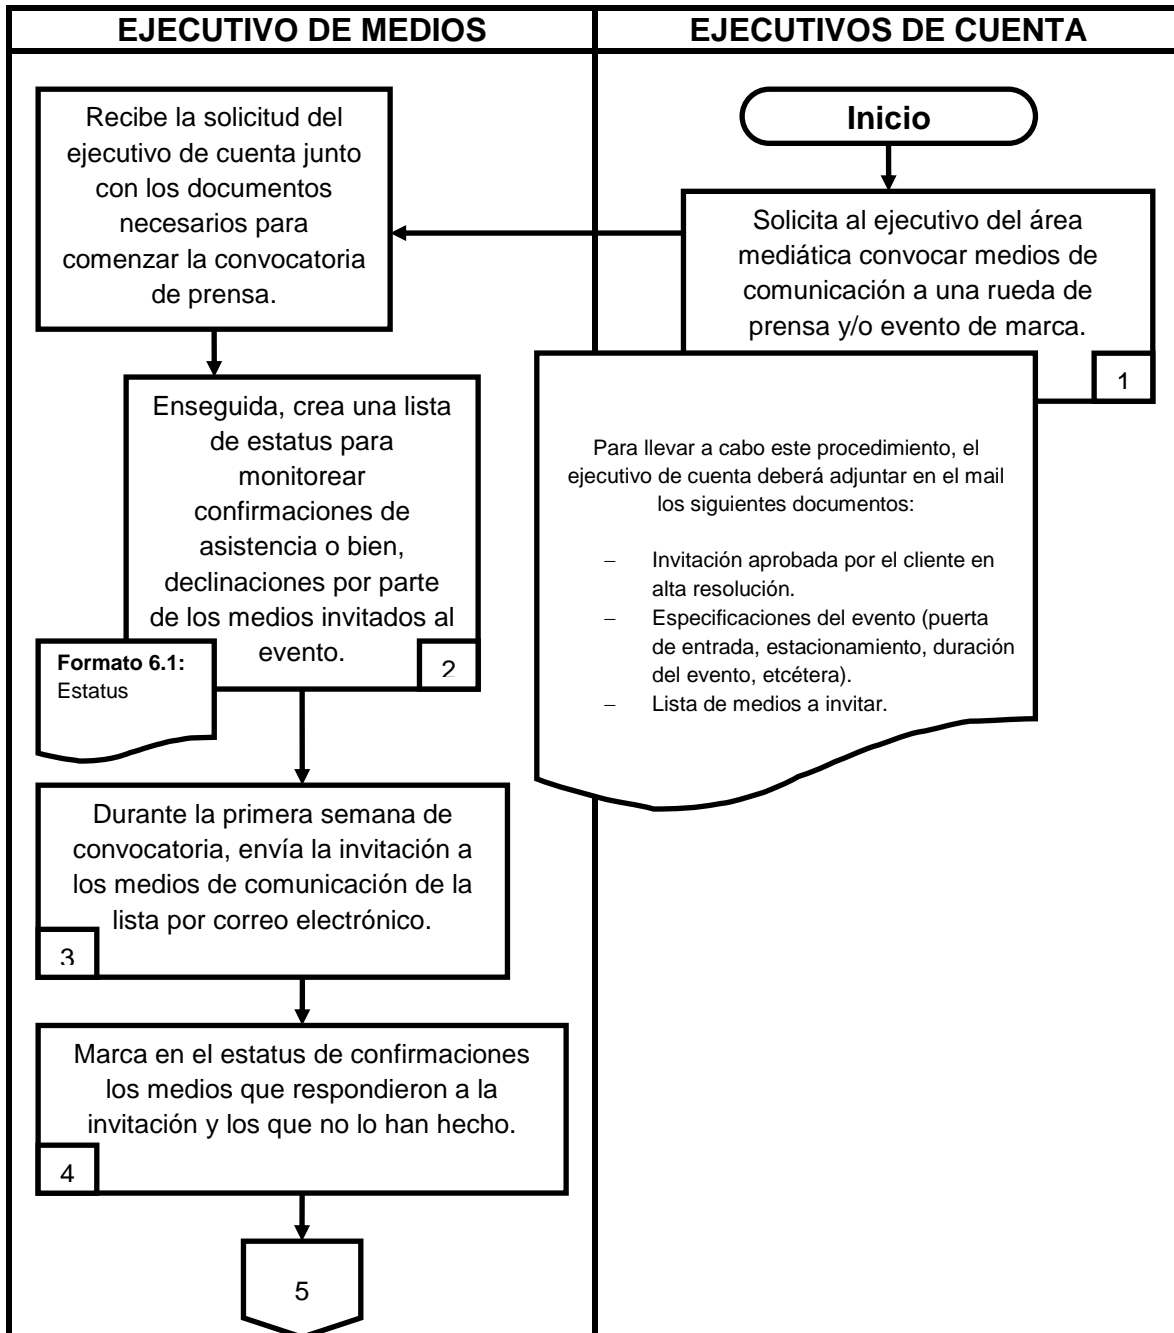 EJECUTIVO DE MEDIOS
EJECUTIVOS DE CUENTA
Inicio
Solicita al ejecutivo del área
mediática convocar medios de
comunicación a una rueda de
prensa y/o evento de marca.
1
Para llevar a cabo este procedimiento, el
ejecutivo de cuenta deberá adjuntar en el mail
los siguientes documentos:
– Invitación aprobada por el cliente en
alta resolución.
– Especificaciones del evento (puerta
de entrada, estacionamiento, duración
del evento, etcétera).
– Lista de medios a invitar.
Recibe la solicitud del
ejecutivo de cuenta junto
con los documentos
necesarios para
comenzar la convocatoria
de prensa.
Enseguida, crea una lista
de estatus para
monitorear
confirmaciones de
asistencia o bien,
declinaciones por parte
de los medios invitados al
evento.
2
Formato 6.1:
Estatus
Durante la primera semana de
convocatoria, envía la invitación a
los medios de comunicación de la
lista por correo electrónico.
3
Marca en el estatus de confirmaciones
los medios que respondieron a la
invitación y los que no lo han hecho.
4
5